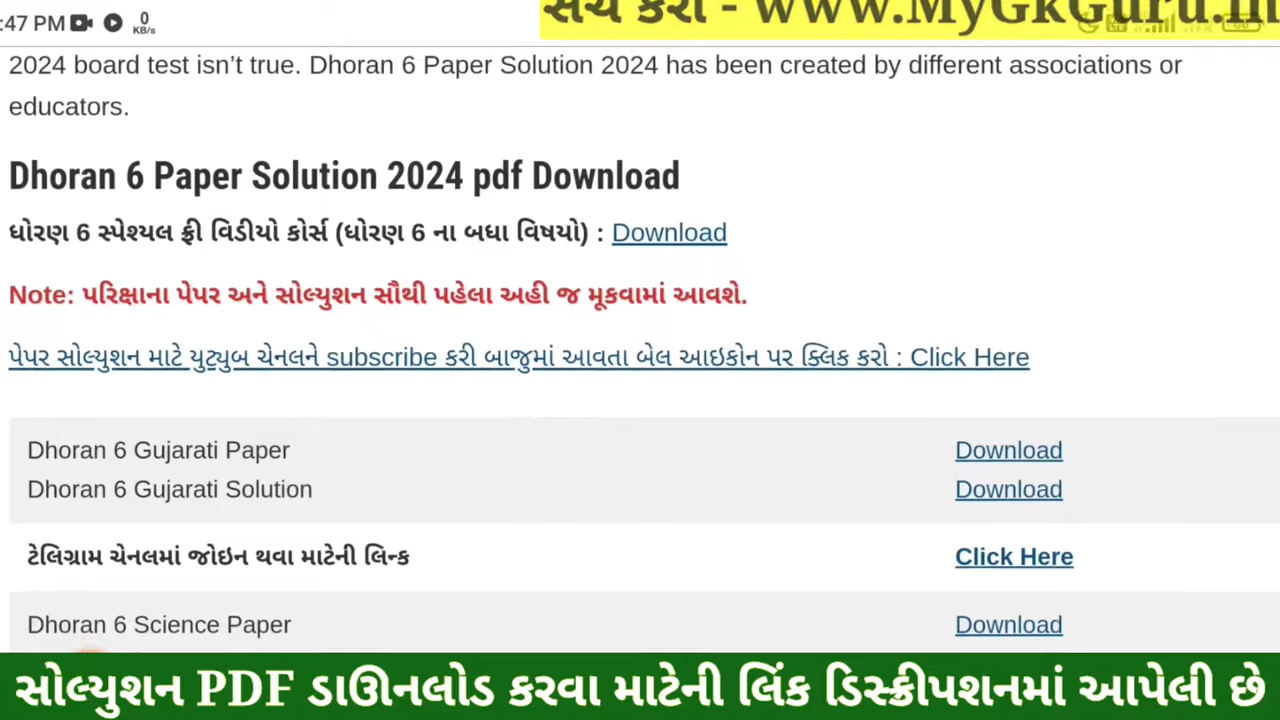 :47 PM 0 KB/s
સર્ચ કરો - www.MyGkGuru.in
2024 board test isn’t true. Dhoran 6 Paper Solution 2024 has been created by different associations or
educators.
Dhoran 6 Paper Solution 2024 pdf Download
ધોરણ 6 સ્પેશ્યલ ફ્રી વિડીયો કોર્સ (ધોરણ 6 ના બધા વિષયો) : Download
Note: પરિક્ષાના પેપર અને સોલ્યુશન સૌથી પહેલા અહી જ મૂકવામાં આવશે.
પેપર સોલ્યુશન માટે યુટ્યુબ ચેનલને subscribe કરી બાજુમાં આવતા બેલ આઇકોન પર ક્લિક કરો : Click Here
Dhoran 6 Gujarati Paper Download
Dhoran 6 Gujarati Solution Download
ટેલિગ્રામ ચેનલમાં જોઇન થવા માટેની લિન્ક Click Here
Dhoran 6 Science Paper Download
સોલ્યુશન PDF ડાઊનલોડ કરવા માટેની લિંક ડિસ્ક્રીપશનમાં આપેલી છે